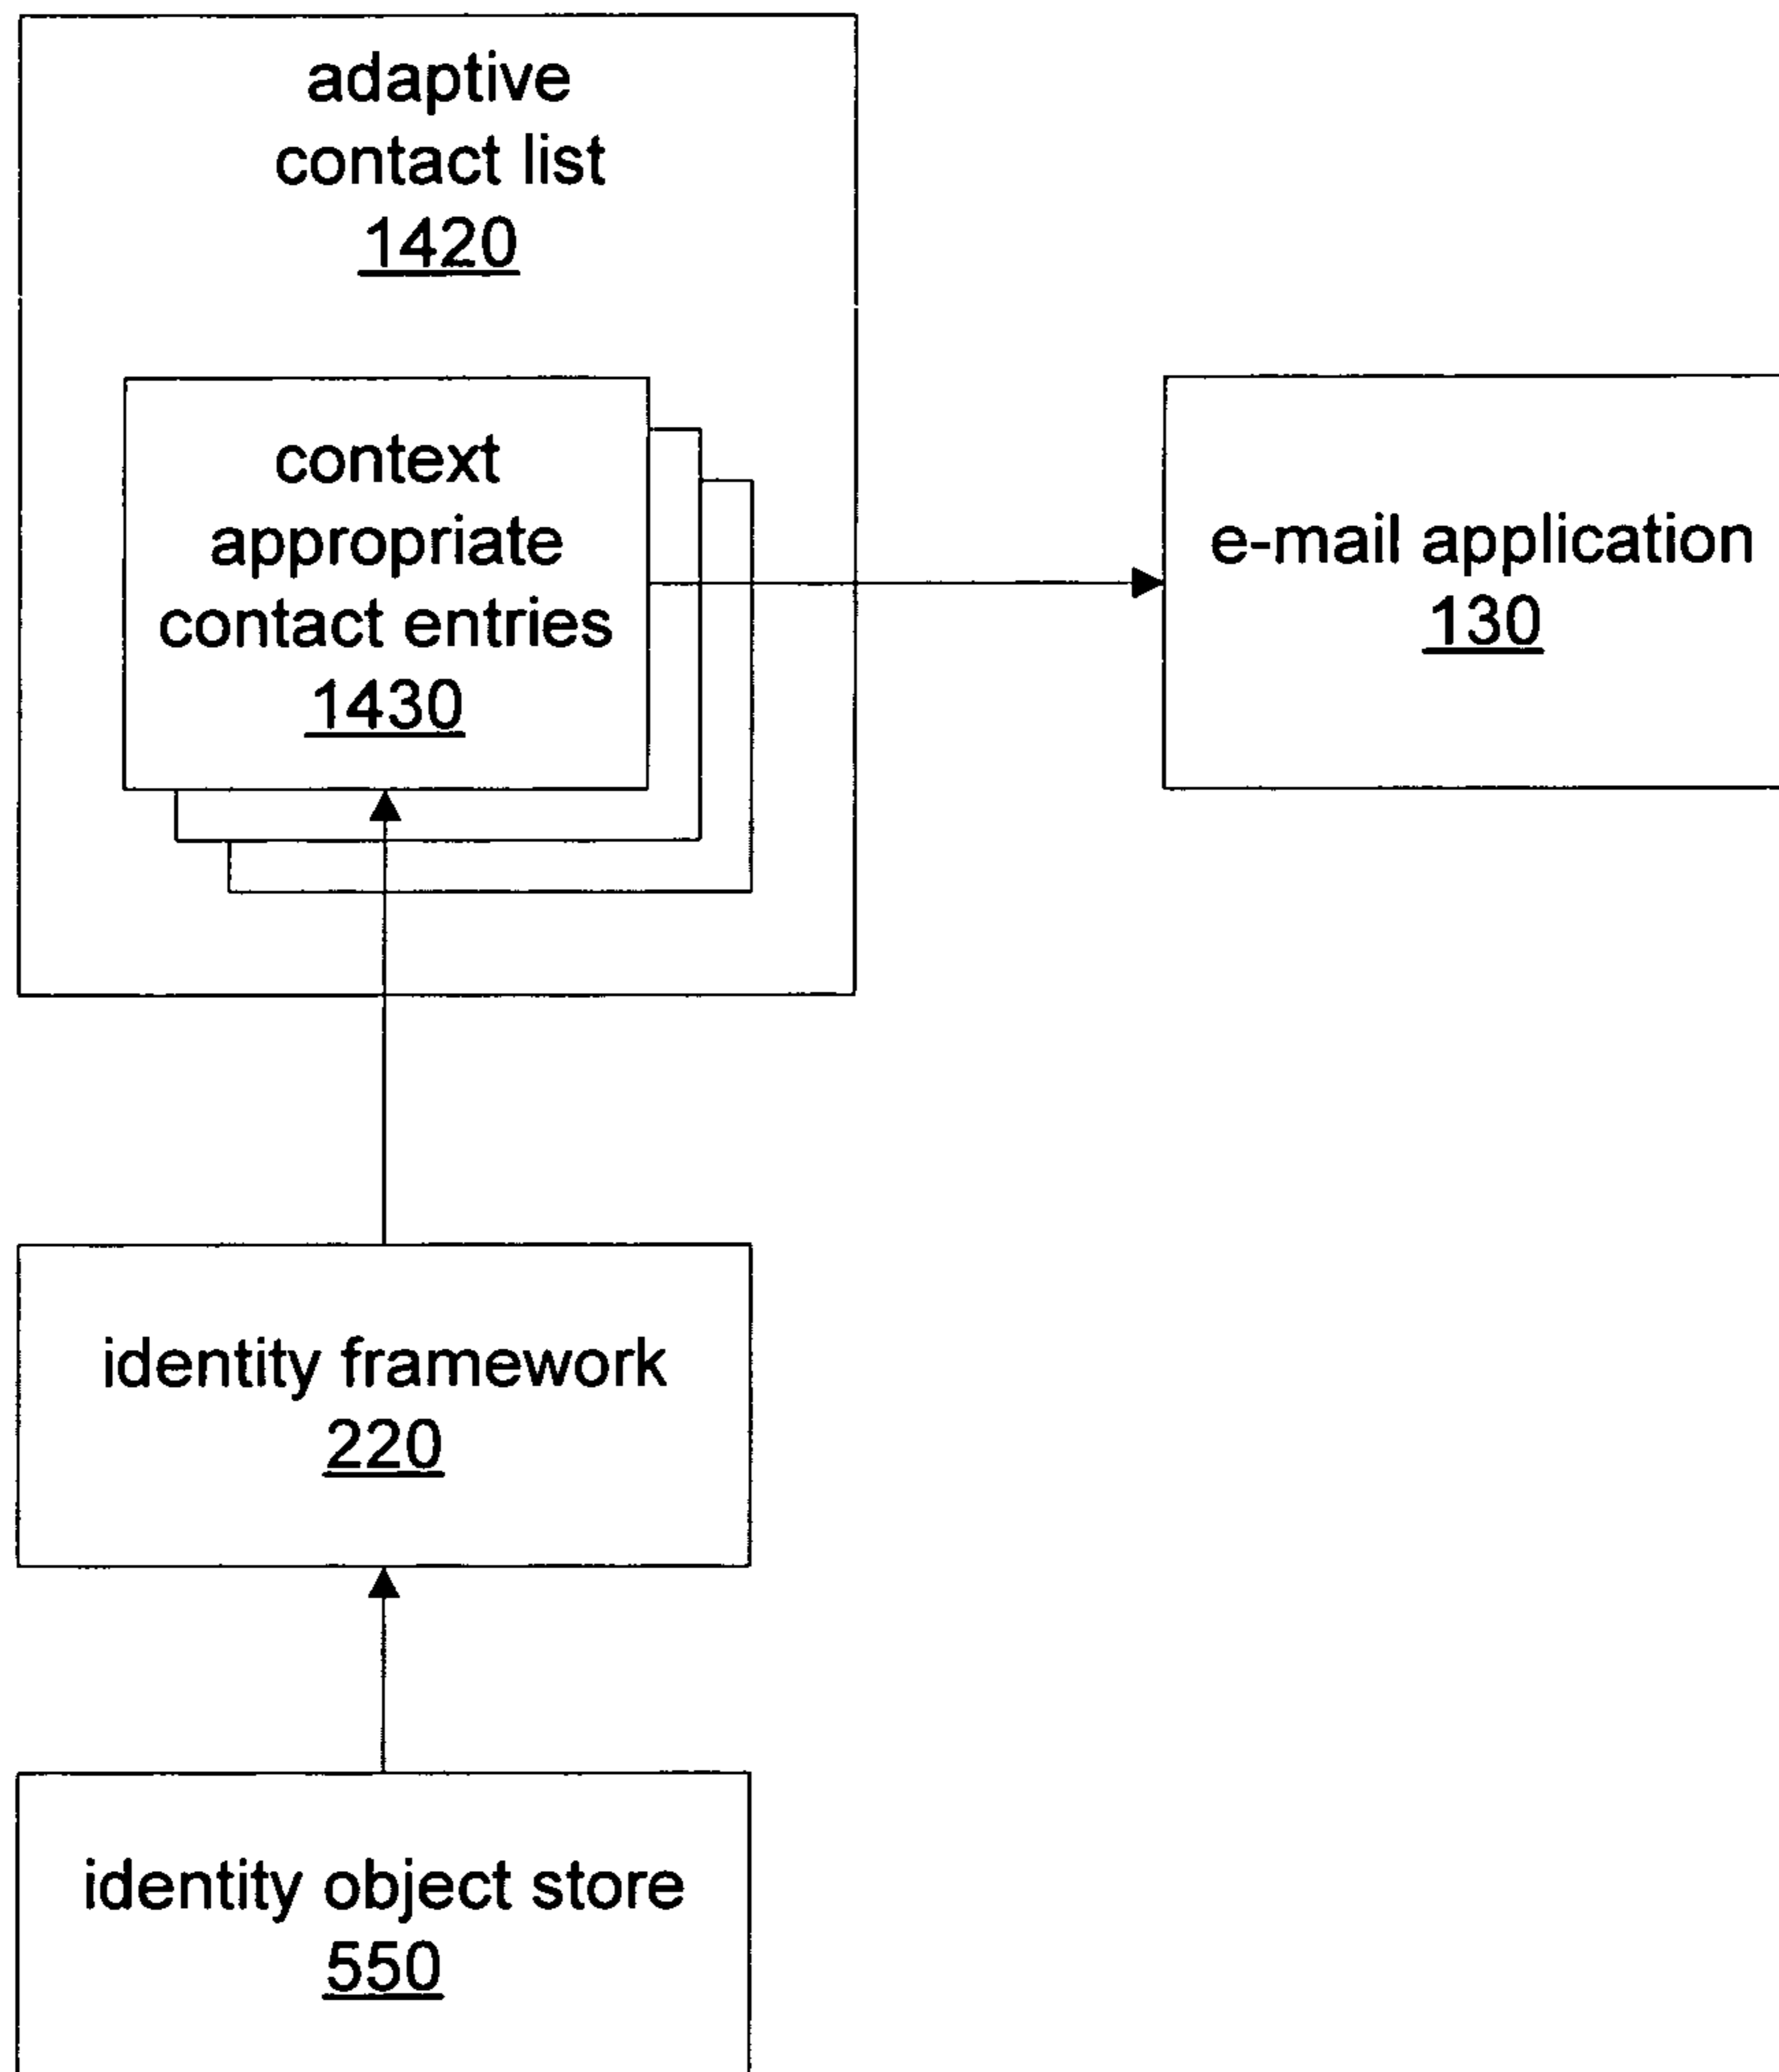 adaptive
contact list
1420
context
appropriate
contact entries
1430
e-mail application
130
identity framework
220
identity object store
550